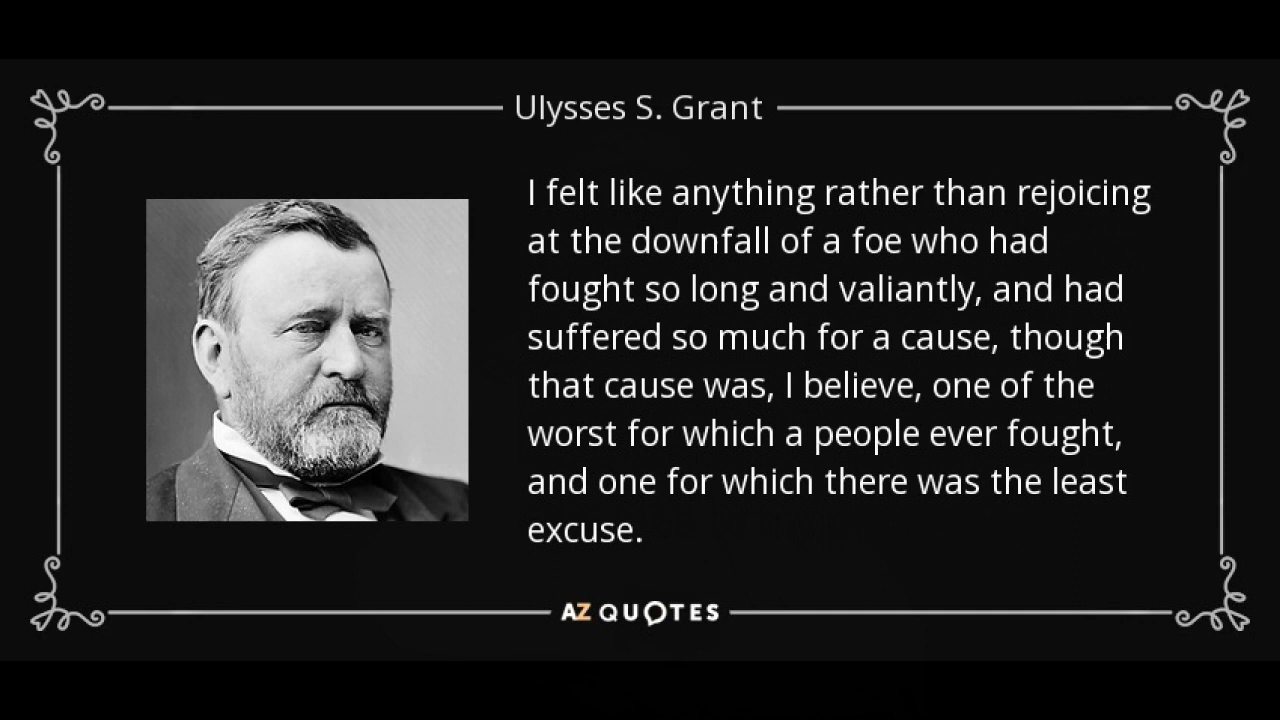 Ulysses S. Grant
I felt like anything rather than rejoicing
at the downfall of a foe who had
fought so long and valiantly, and had
suffered so much for a cause, though
that cause was, I believe, one of the
worst for which a people ever fought,
and one for which there was the least
excuse.
AZ QUOTES